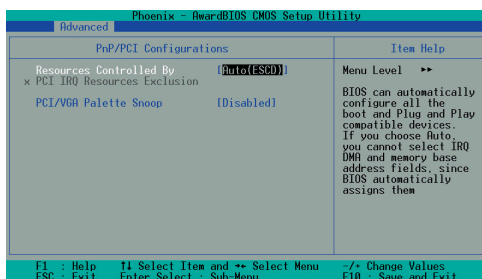 Phoenix - AwardBIOS CMOS Setup Utility
Advanced
PnP/PCI Configurations
Item Help
Resources Controlled By [Auto(ESCD)]
x PCI IRQ Resources Exclusion
PCI/VGA Palette Snoop [Disabled]
Menu Level ►►
BIOS can automatically
configure all the
boot and Plug and Play
compatible devices.
If you choose Auto,
you cannot select IRQ
DMA and memory base
address fields, since
BIOS automatically
assigns them
F1 : Help ↑↓ Select Item and →← Select Menu -/+ Change Values
ESC : Exit Enter Select : Sub-Menu F10 : Save and Exit